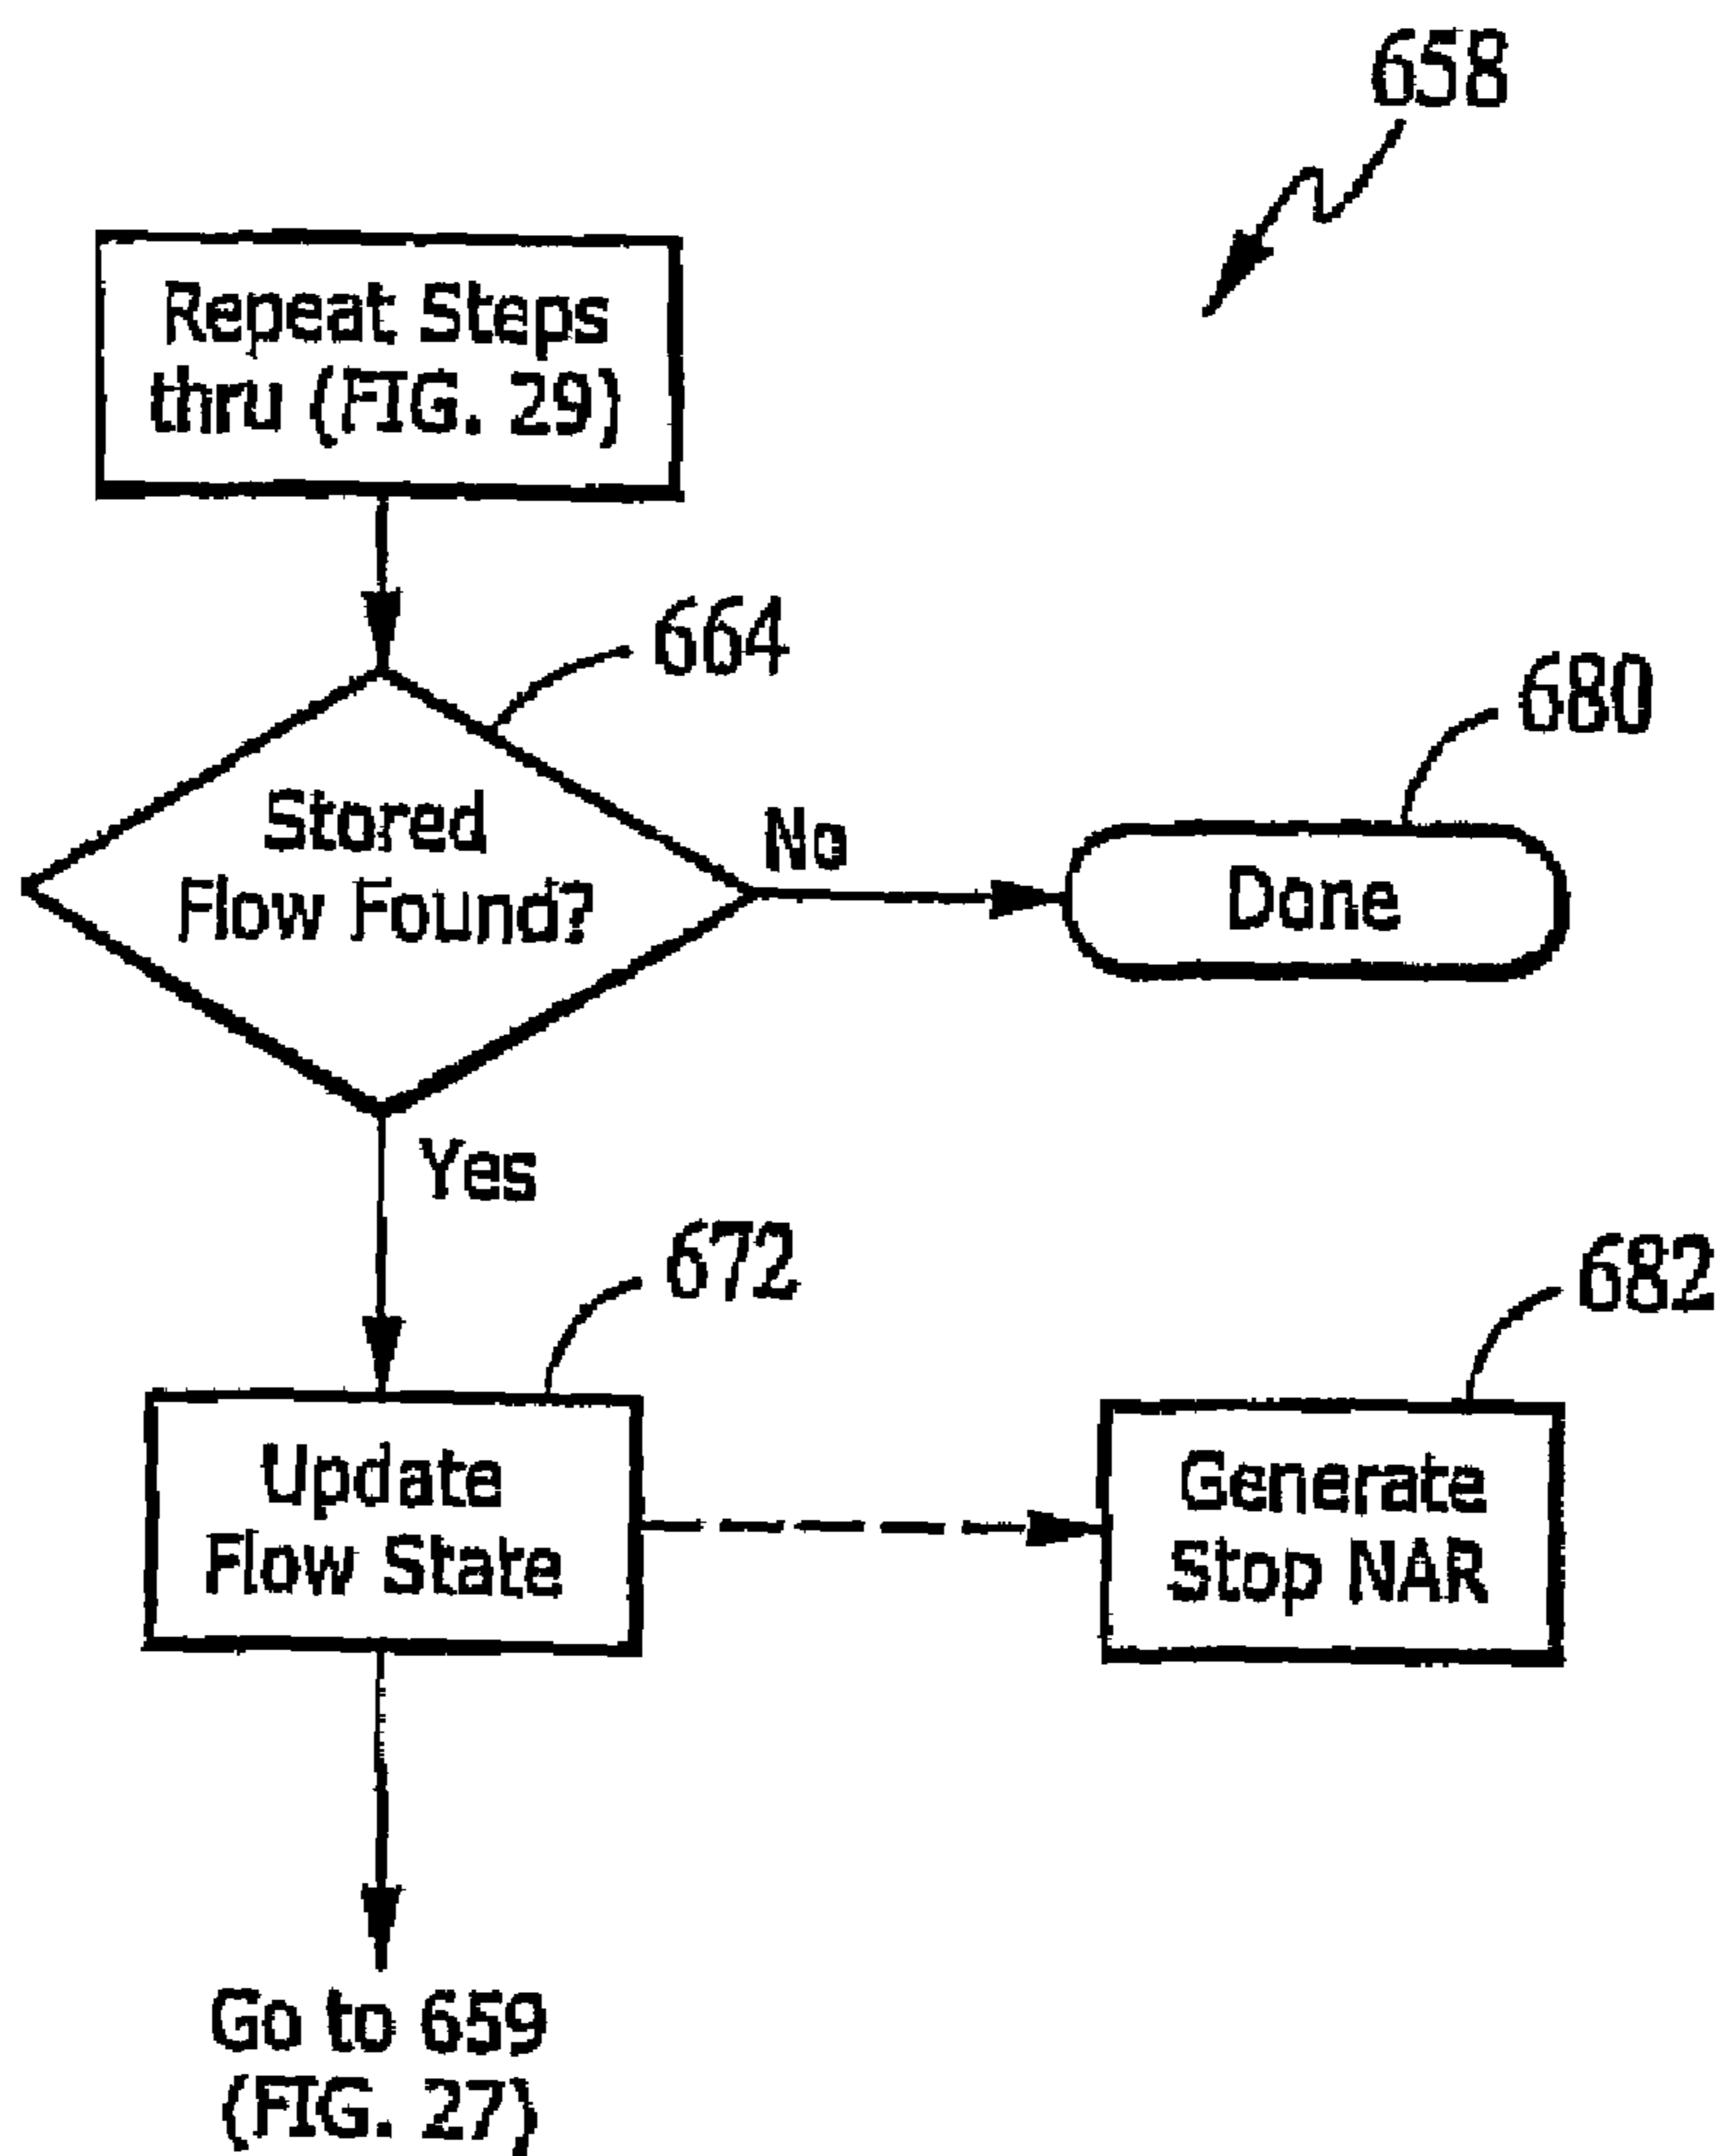 658
Repeat Steps
thru (FIG. 29)
664
680
Stored
Flow Found?
No
Done
Yes
672
682
Update
Flow State
Generate
Stop NAR
Go to 659
(FIG. 27)